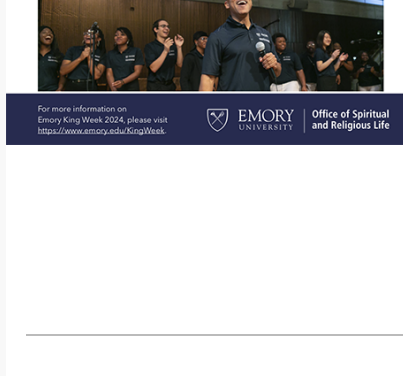 For more information on
Emory King Week 2024, please visit
https://www.emory.edu/KingWeek.
EMORY
UNIVERSITY
Office of Spiritual
and Religious Life